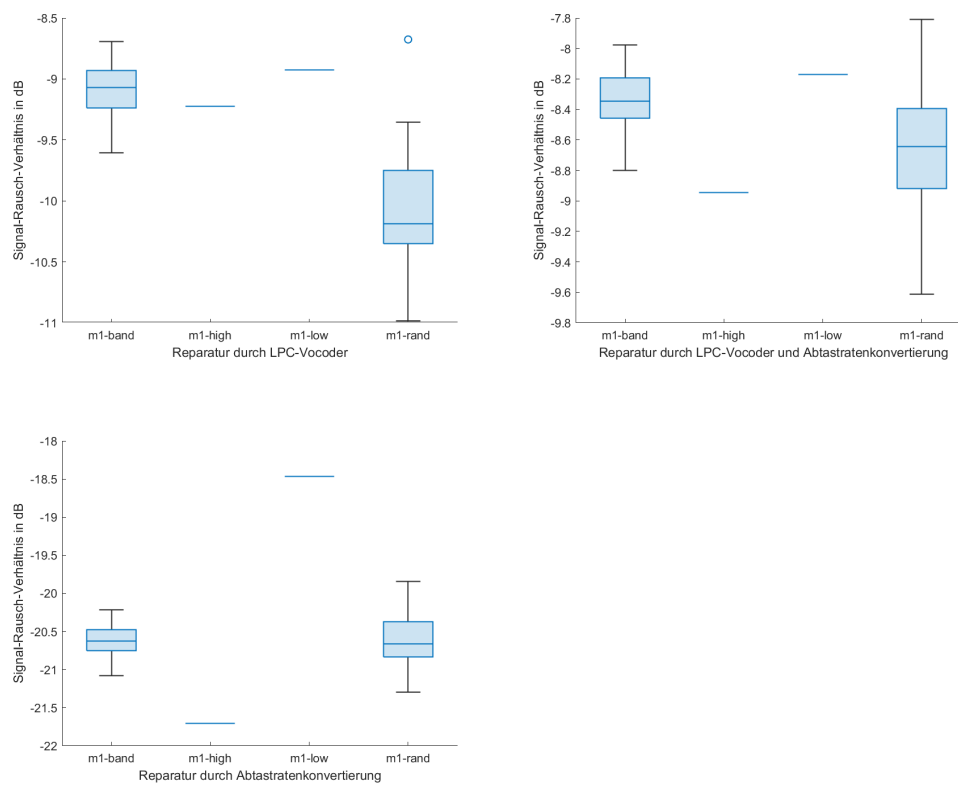 -8.5
-9
-9.5
-10
-10.5
-11
Signal-Rausch-Verhältnis in dB
m1-band m1-high m1-low m1-rand
Reparatur durch LPC-Vocoder
-7.8
-8
-8.2
-8.4
-8.6
-8.8
-9
-9.2
-9.4
-9.6
-9.8
Signal-Rausch-Verhältnis in dB
m1-band m1-high m1-low m1-rand
Reparatur durch LPC-Vocoder und Abtastratenkonvertierung
-18
-18.5
-19
-19.5
-20
-20.5
-21
-21.5
-22
Signal-Rausch-Verhältnis in dB
m1-band m1-high m1-low m1-rand
Reparatur durch Abtastratenkonvertierung